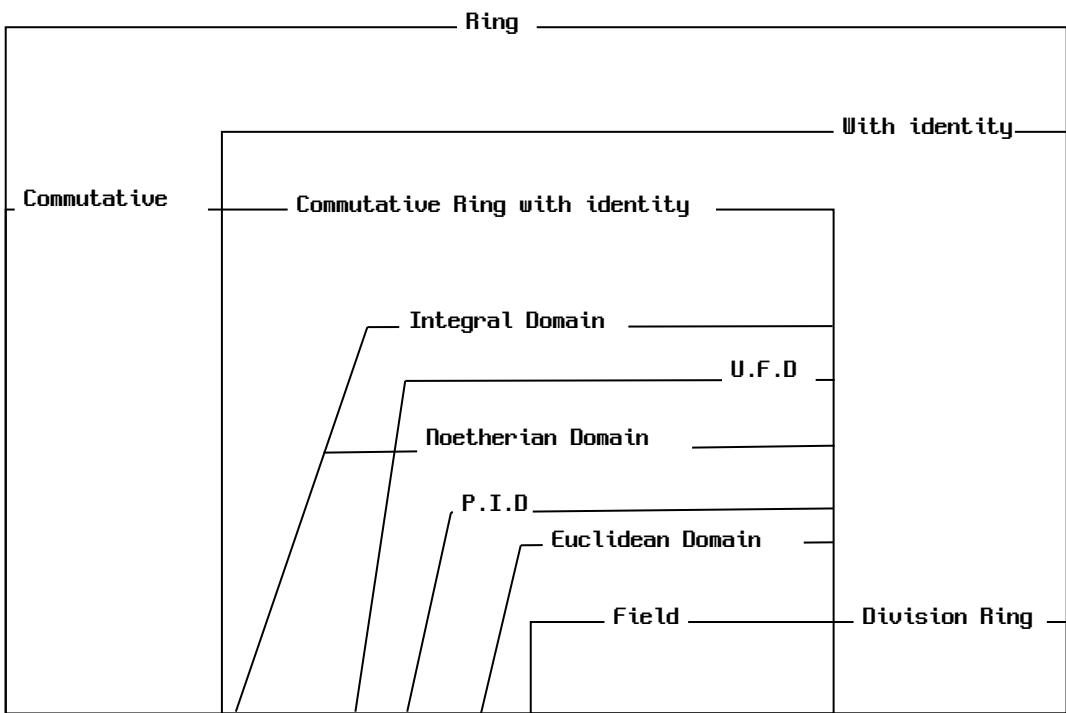 Ring
With identity
Commutative
Commutative Ring with identity
Integral Domain
U.F.D
Noetherian Domain
P.I.D
Euclidean Domain
Field
Division Ring